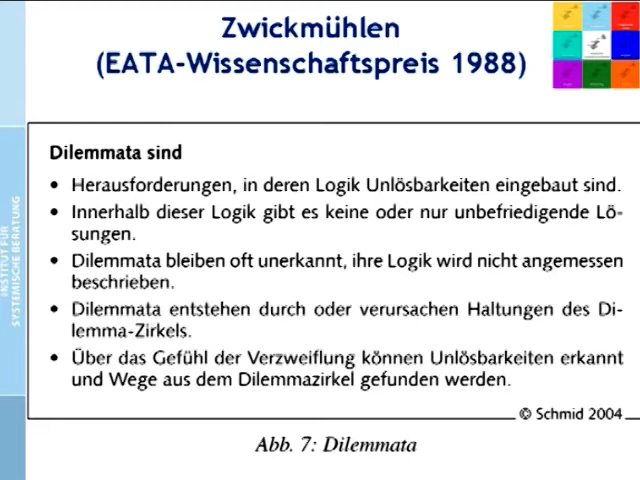 Zwickmühlen
(EATA-Wissenschaftspreis 1988)
INSTITUT FÜR
SYSTEMISCHE BERATUNG
Dilemmata sind
• Herausforderungen, in deren Logik Unlösbarkeiten eingebaut sind.
• Innerhalb dieser Logik gibt es keine oder nur unbefriedigende Lö-
sungen.
• Dilemmata bleiben oft unerkannt, ihre Logik wird nicht angemessen
beschrieben.
• Dilemmata entstehen durch oder verursachen Haltungen des Di-
lemma-Zirkels.
• Über das Gefühl der Verzweiflung können Unlösbarkeiten erkannt
und Wege aus dem Dilemmazirkel gefunden werden.
© Schmid 2004
Abb. 7: Dilemmata